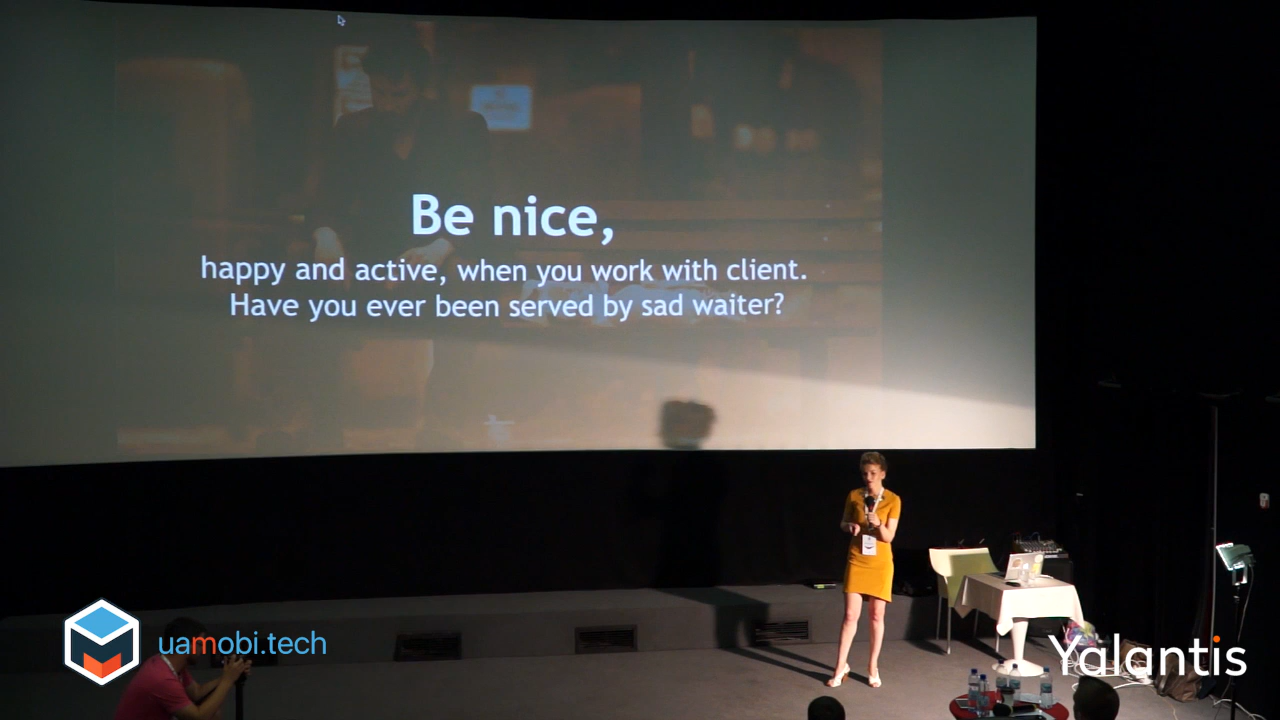 Be nice,
happy and active, when you work with client.
Have you ever been served by sad waiter?
uamobi.tech
Yalantis